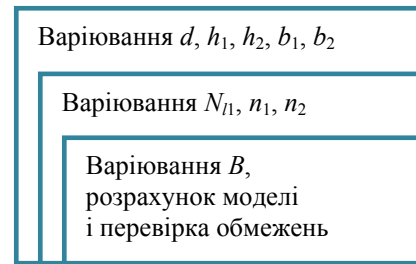 Варіювання d, h₁, h₂, b₁, b₂
Варіювання Nₗ₁, n₁, n₂
Варіювання B,
розрахунок моделі
і перевірка обмежень